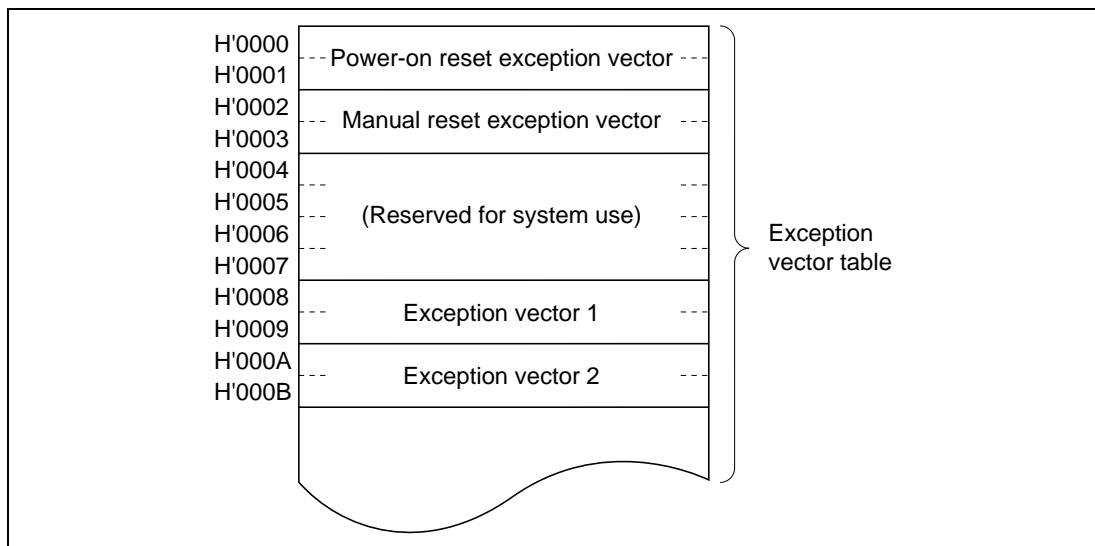 H'0000
Power-on reset exception vector
H'0001
H'0002
Manual reset exception vector
H'0003
H'0004
H'0005
(Reserved for system use)
H'0006
H'0007
Exception
vector table
H'0008
Exception vector 1
H'0009
H'000A
Exception vector 2
H'000B